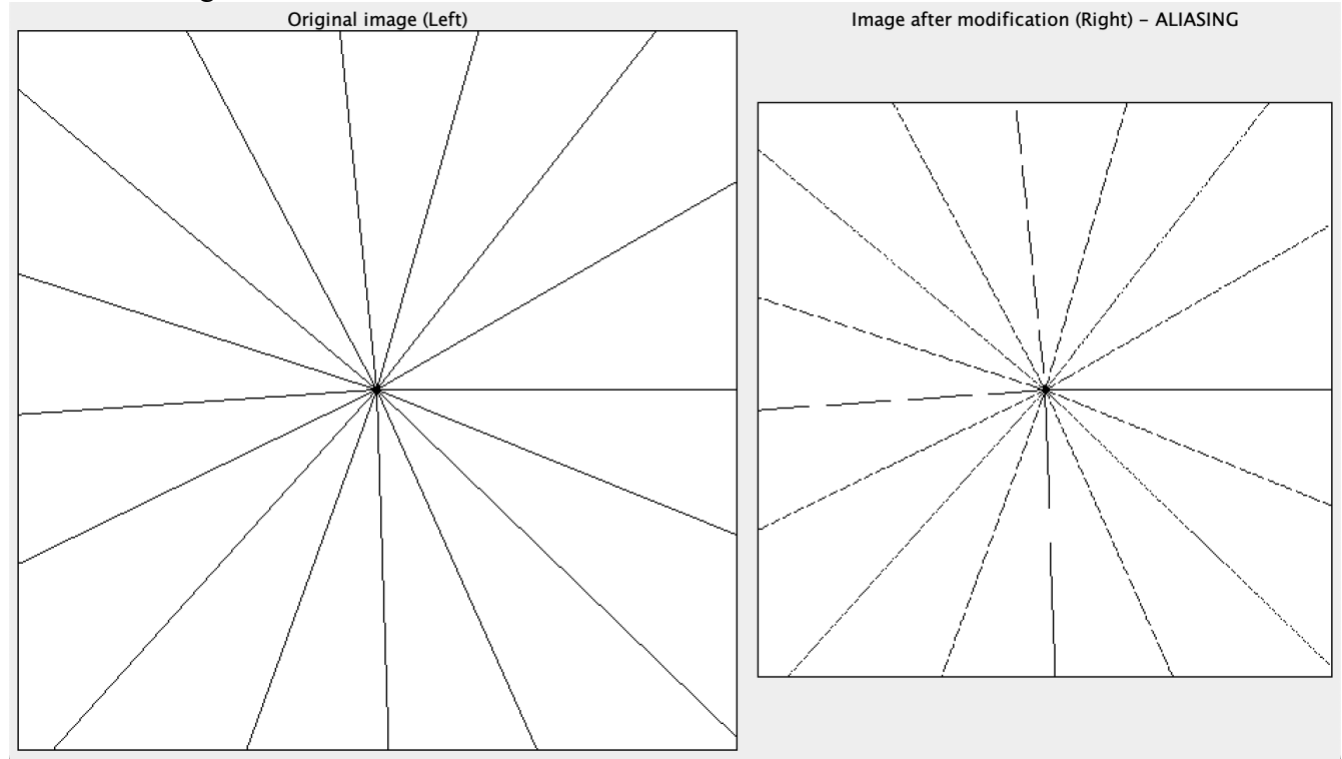 Original image (Left)
Image after modification (Right) – ALIASING